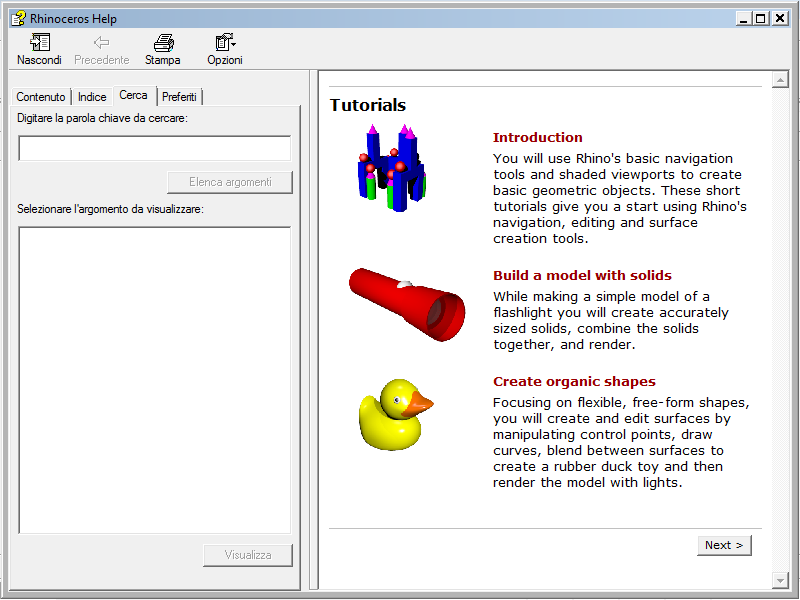 Rhinoceros Help
Nascondi Precedente Stampa Opzioni
Contenuto Indice Cerca Preferiti
Digitare la parola chiave da cercare:
Elenca argomenti
Selezionare l'argomento da visualizzare:
Visualizza
Tutorials
Introduction
You will use Rhino's basic navigation
tools and shaded viewports to create
basic geometric objects. These short
tutorials give you a start using Rhino's
navigation, editing and surface
creation tools.
Build a model with solids
While making a simple model of a
flashlight you will create accurately
sized solids, combine the solids
together, and render.
Create organic shapes
Focusing on flexible, free-form shapes,
you will create and edit surfaces by
manipulating control points, draw
curves, blend between surfaces to
create a rubber duck toy and then
render the model with lights.
Next >